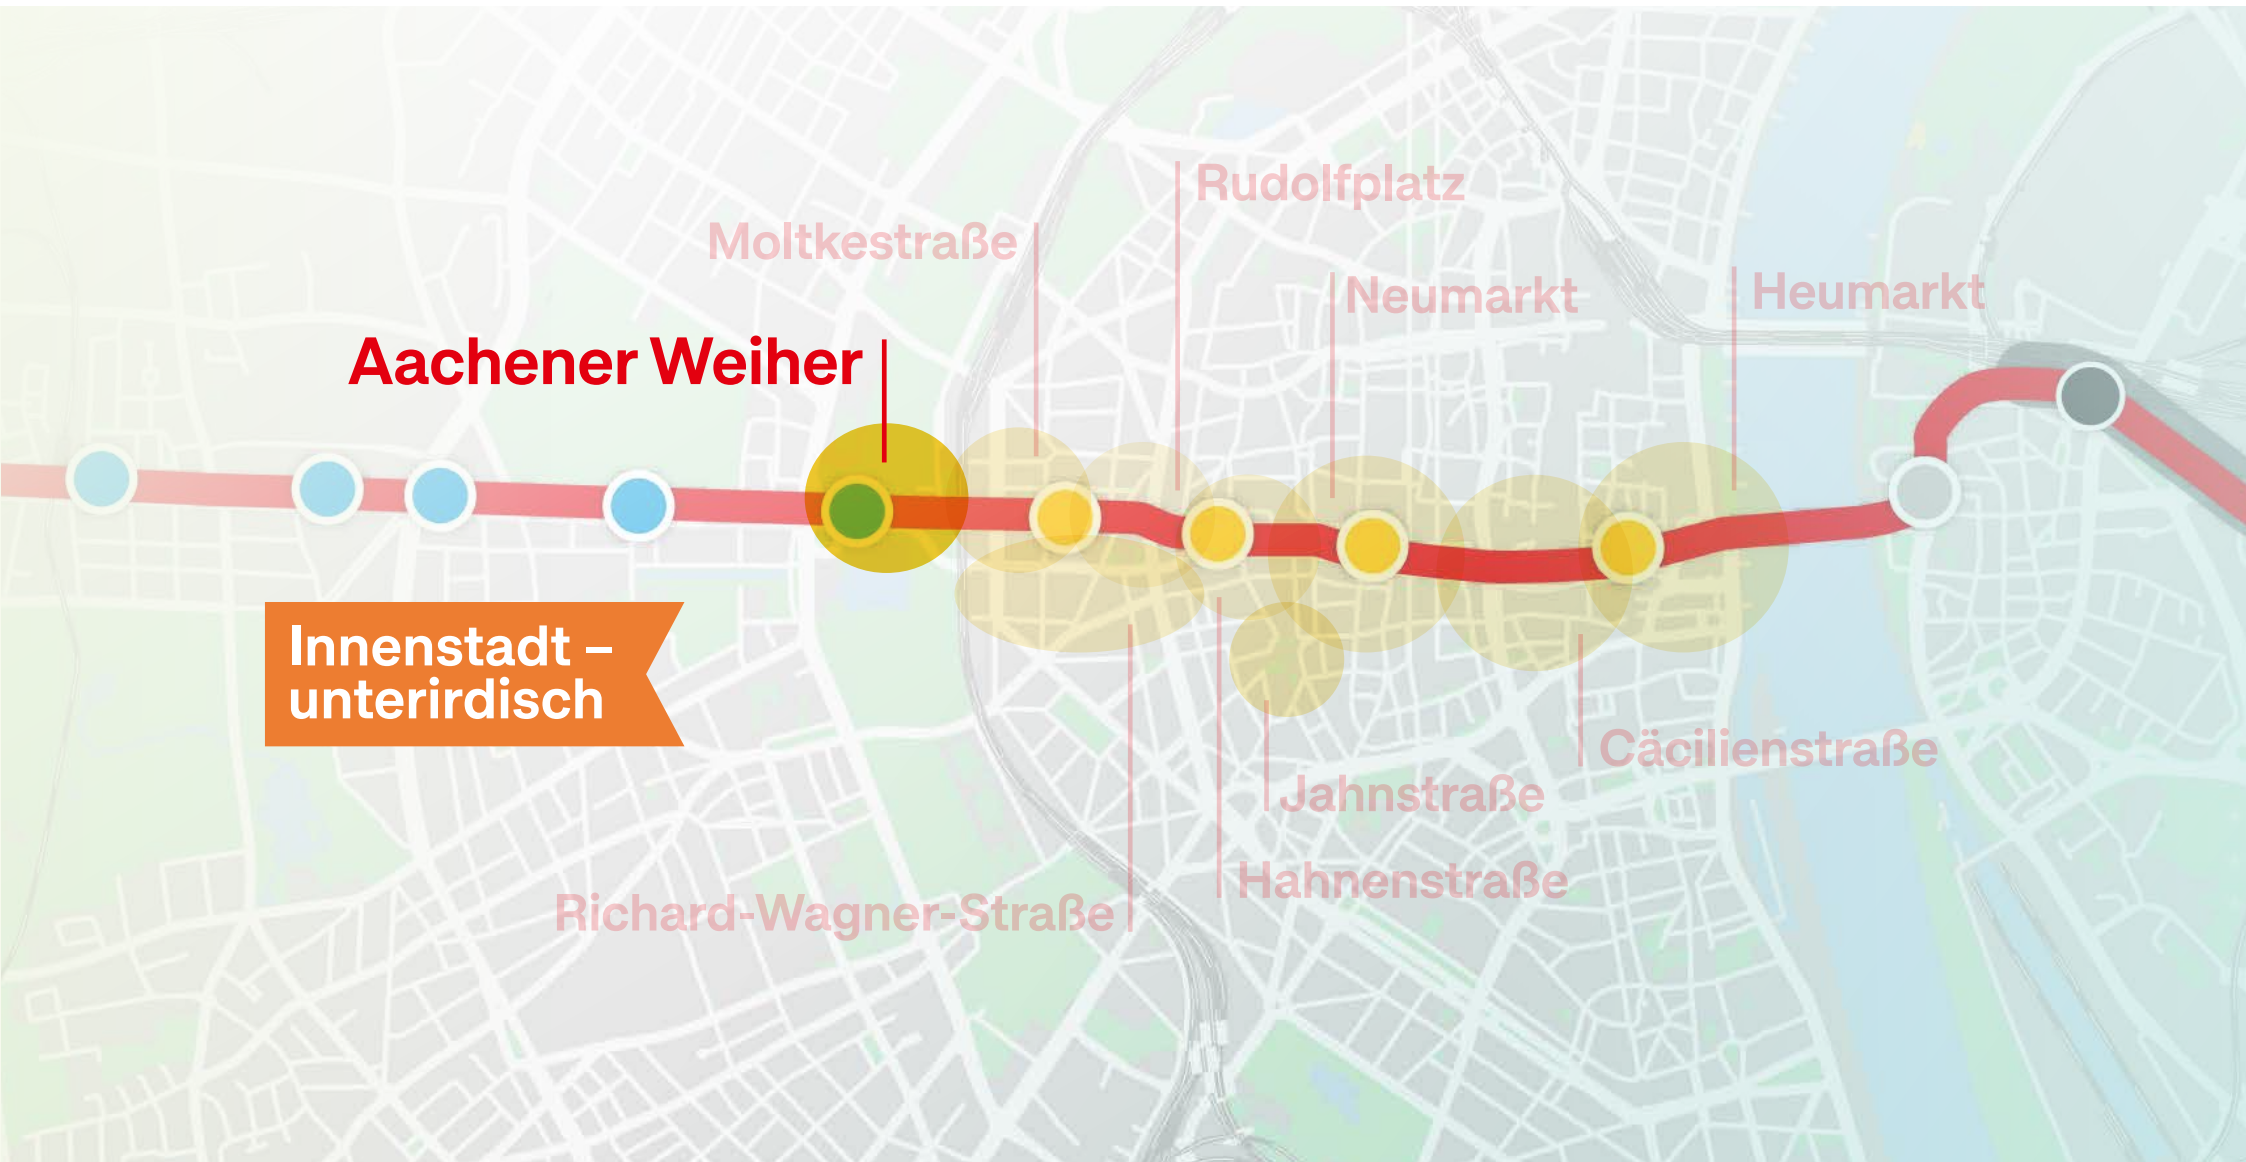 Rudolfplatz
Moltkestraße
Neumarkt
Heumarkt
Aachener Weiher
Innenstadt –
unterirdisch
Cäcilienstraße
Jahnstraße
Hahnenstraße
Richard-Wagner-Straße